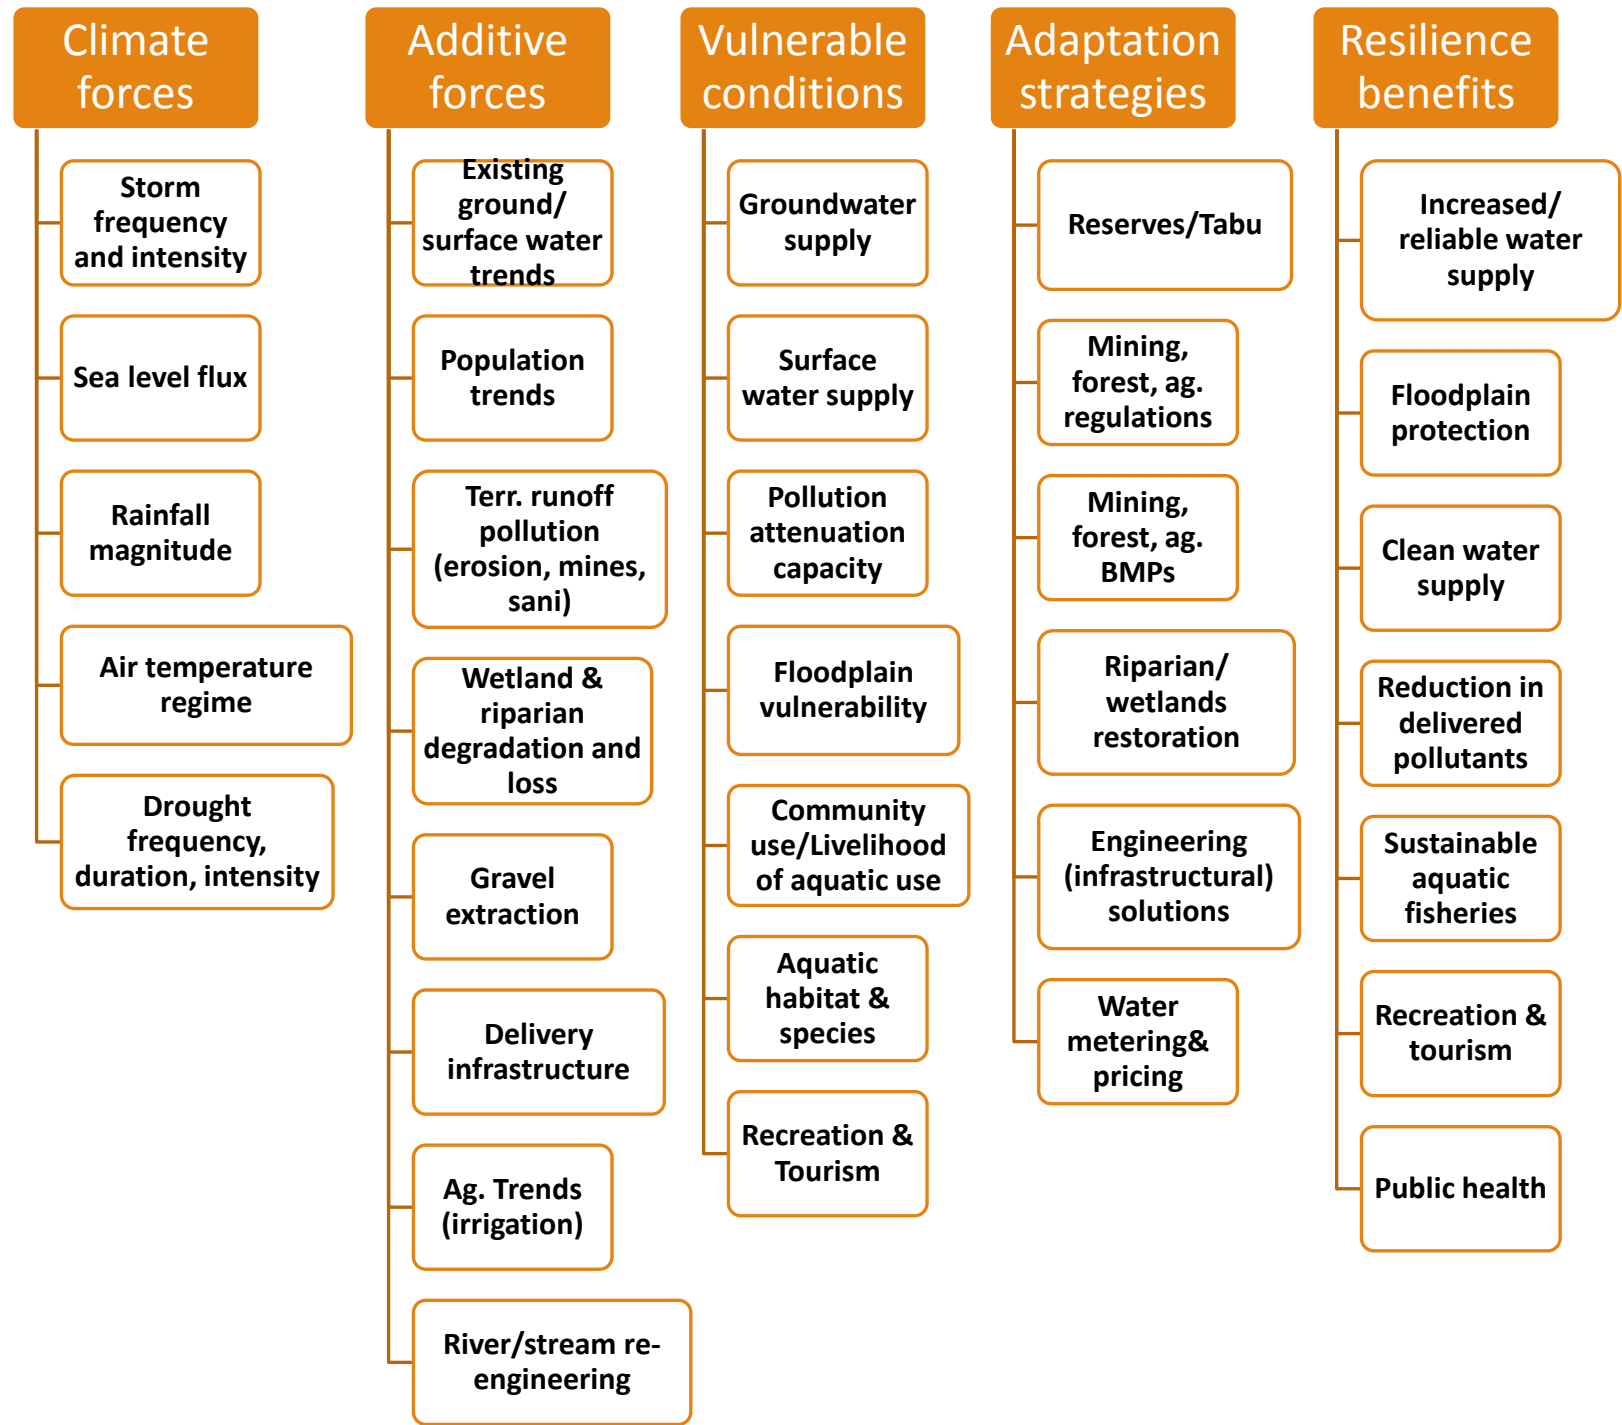 Climate
forces
Storm
frequency
and intensity
Sea level flux
Rainfall
magnitude
Air temperature
regime
Drought
frequency,
duration, intensity
Additive
forces
Existing
ground/
surface water
trends
Population
trends
Terr. runoff
pollution
(erosion, mines,
sani)
Wetland &
riparian
degradation and
loss
Gravel
extraction
Delivery
infrastructure
Ag. Trends
(irrigation)
River/stream re-
engineering
Vulnerable
conditions
Groundwater
supply
Surface
water supply
Pollution
attenuation
capacity
Floodplain
vulnerability
Community
use/Livelihood
of aquatic use
Aquatic
habitat &
species
Recreation &
Tourism
Adaptation
strategies
Reserves/Tabu
Mining,
forest, ag.
regulations
Mining,
forest, ag.
BMPs
Riparian/
wetlands
restoration
Engineering
(infrastructural)
solutions
Water
metering&
pricing
Resilience
benefits
Increased/
reliable water
supply
Floodplain
protection
Clean water
supply
Reduction in
delivered
pollutants
Sustainable
aquatic
fisheries
Recreation &
tourism
Public health